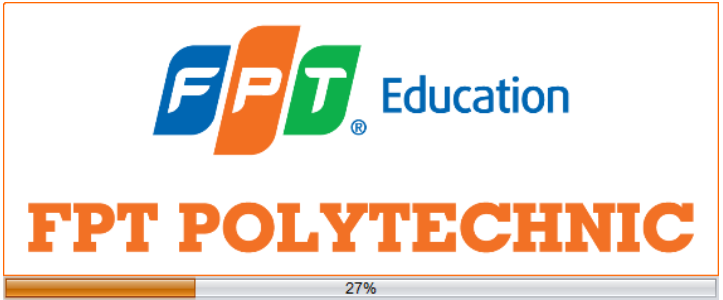 FPT® Education
FPT POLYTECHNIC
27%